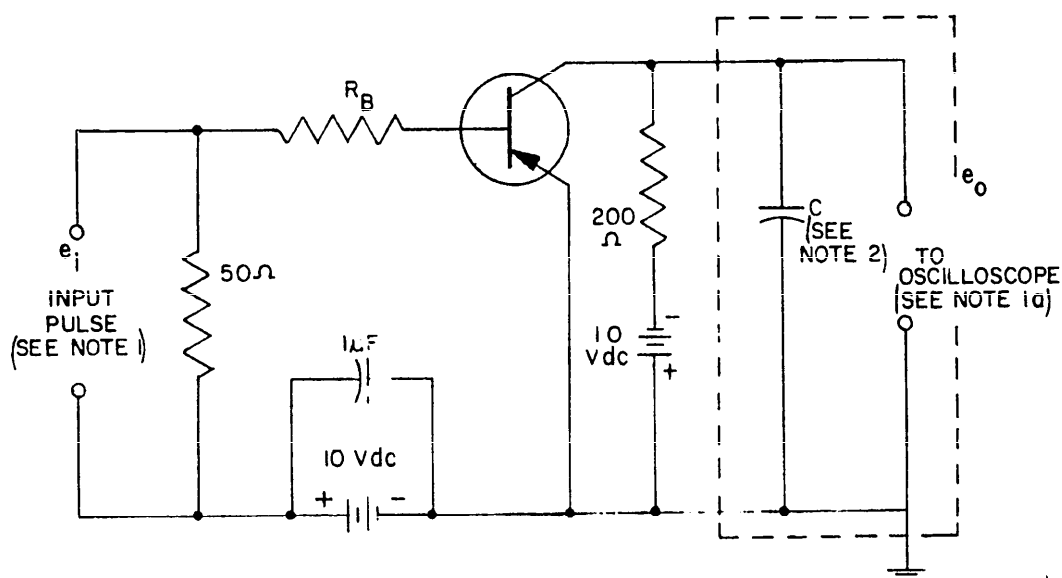 R_B
e_i
INPUT
PULSE
(SEE NOTE 1)
50Ω
1μF
10 Vdc
+ -
200
Ω
10
Vdc
-
+
C
(SEE
NOTE 2)
e_o
TO
OSCILLOSCOPE
(SEE NOTE 1a)